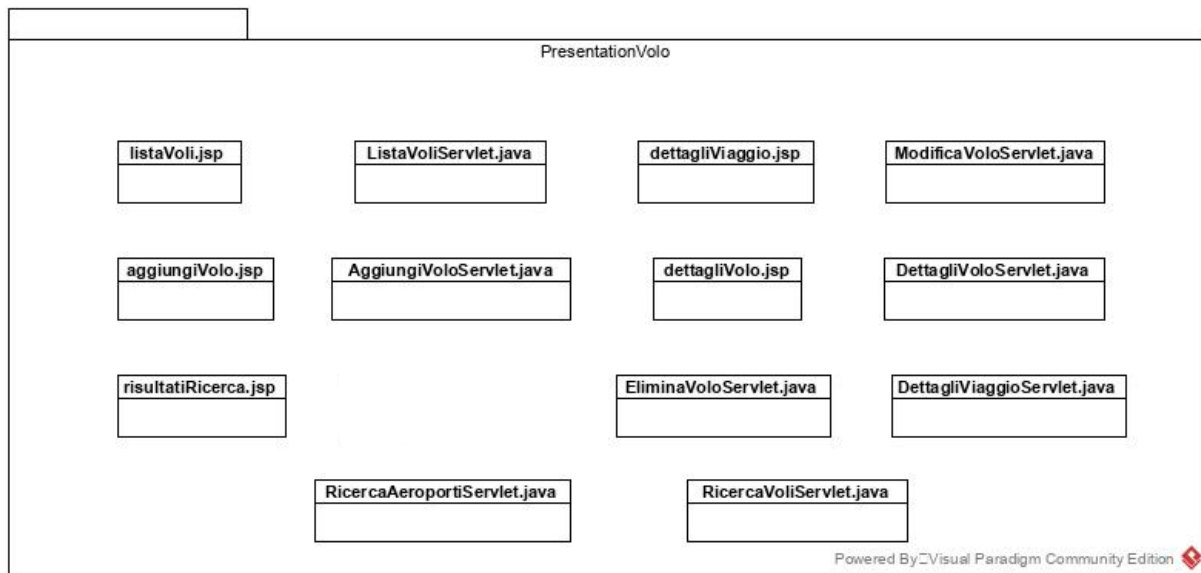 PresentationVolo
listaVoli.jsp
ListaVoliServlet.java
dettagliViaggio.jsp
ModificaVoloServlet.java
aggiungiVolo.jsp
AggiungiVoloServlet.java
dettagliVolo.jsp
DettagliVoloServlet.java
risultatiRicerca.jsp
EliminaVoloServlet.java
DettagliViaggioServlet.java
RicercaAeroportiServlet.java
RicercaVoliServlet.java
Powered By Visual Paradigm Community Edition